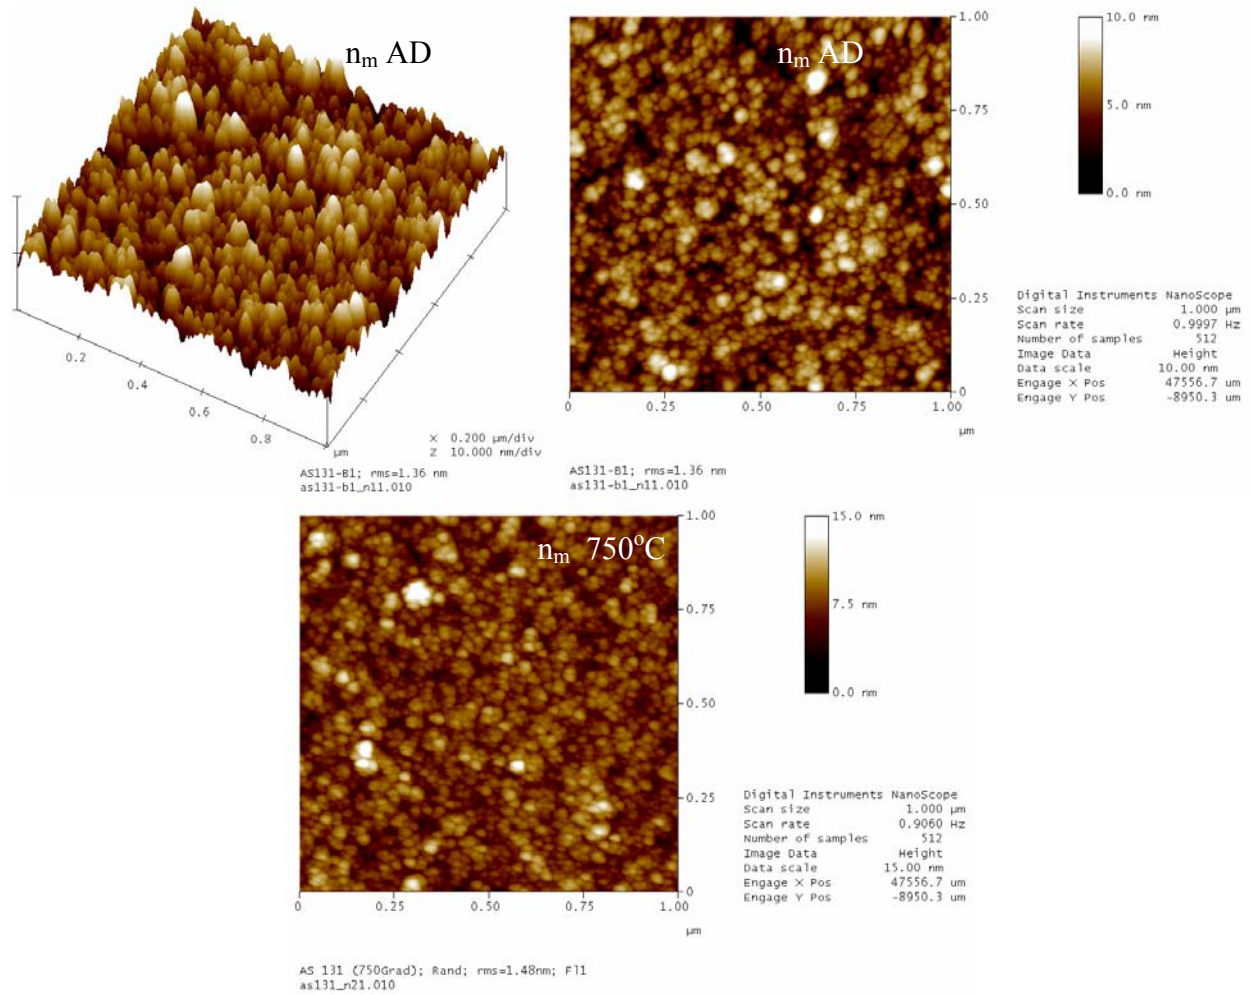 n_m AD
0.2
0.4
0.6
0.8
µm
X 0.200 µm/div
Z 10.000 nm/div
AS131-B1; rms=1.36 nm
as131-b1_n11.010
n_m AD
1.00
0.75
0.50
0.25
0
0 0.25 0.50 0.75 1.00
µm
AS131-B1; rms=1.36 nm
as131-b1_n11.010
10.0 nm
5.0 nm
0.0 nm
Digital Instruments NanoScope
Scan size 1.000 µm
Scan rate 0.9997 Hz
Number of samples 512
Image Data Height
Data scale 10.00 nm
Engage X Pos 47556.7 um
Engage Y Pos -8950.3 um
n_m 750°C
1.00
0.75
0.50
0.25
0
0 0.25 0.50 0.75 1.00
µm
AS 131 (750Grad); Rand; rms=1.48nm; Fl1
as131_n21.010
15.0 nm
7.5 nm
0.0 nm
Digital Instruments NanoScope
Scan size 1.000 µm
Scan rate 0.9060 Hz
Number of samples 512
Image Data Height
Data scale 15.00 nm
Engage X Pos 47556.7 um
Engage Y Pos -8950.3 um